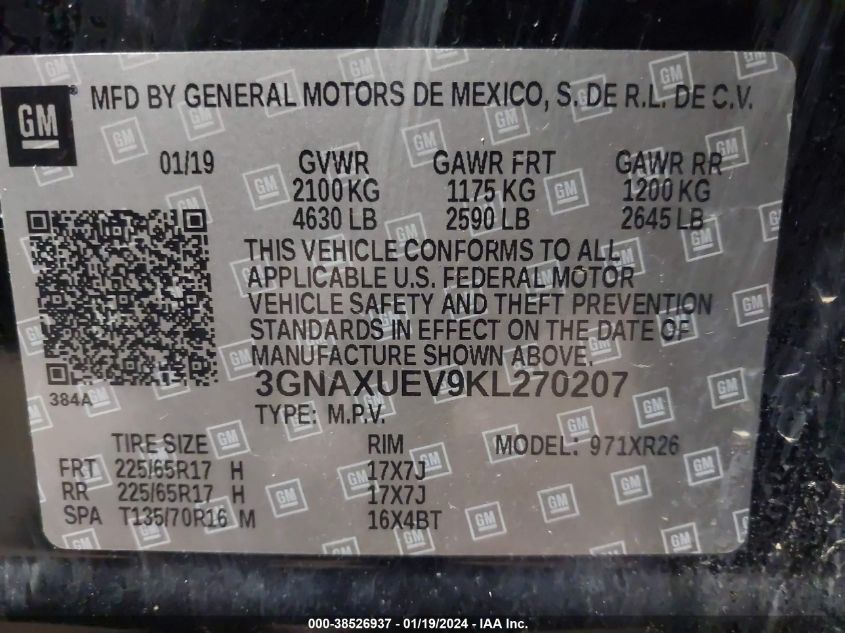 GM
MFD BY GENERAL MOTORS DE MEXICO, S. DE R.L. DE C.V.
01/19 GVWR GAWR FRT GAWR RR
2100 KG 1175 KG 1200 KG
4630 LB 2590 LB 2645 LB
THIS VEHICLE CONFORMS TO ALL
APPLICABLE U.S. FEDERAL MOTOR
VEHICLE SAFETY AND THEFT PREVENTION
STANDARDS IN EFFECT ON THE DATE OF
MANUFACTURE SHOWN ABOVE.
384A
3GNAXUEV9KL270207
TYPE: M.P.V.
TIRE SIZE RIM MODEL: 971XR26
FRT 225/65R17 H 17X7J
RR 225/65R17 H 17X7J
SPA T135/70R16 M 16X4BT
000-38526937 - 01/19/2024 - IAA Inc.